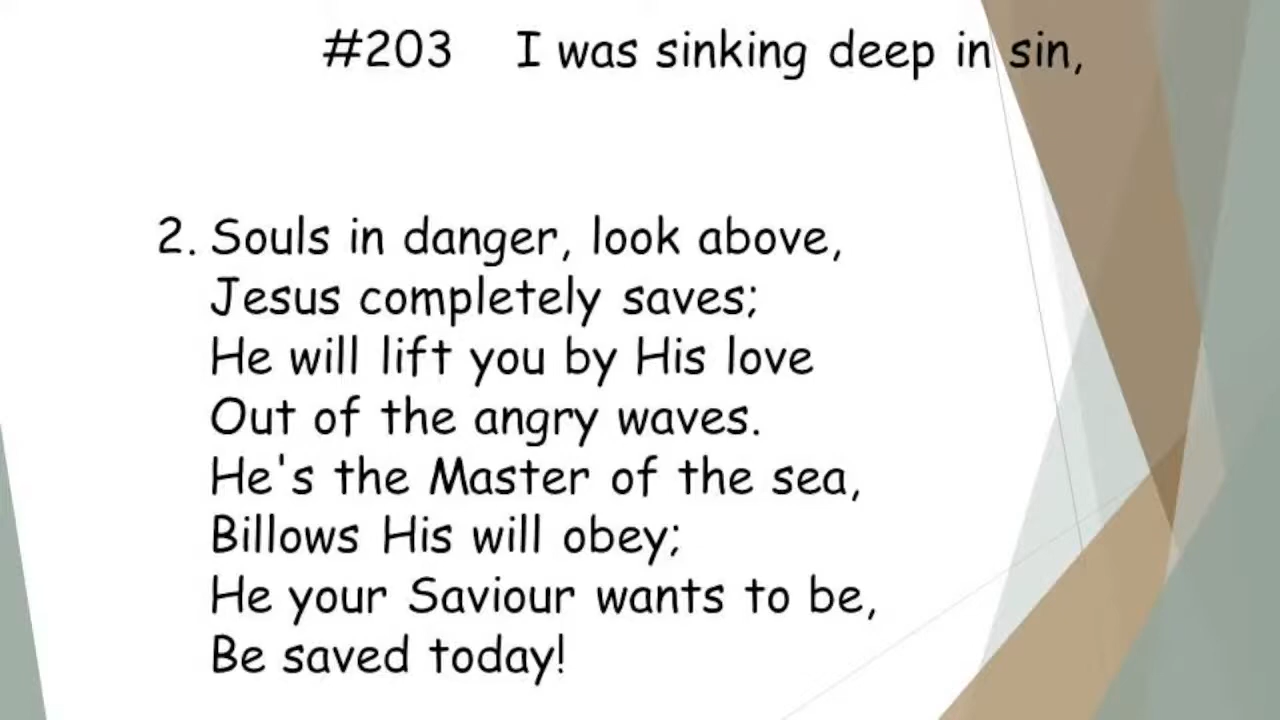 #203 I was sinking deep in sin,
2. Souls in danger, look above,
Jesus completely saves;
He will lift you by His love
Out of the angry waves.
He's the Master of the sea,
Billows His will obey;
He your Saviour wants to be,
Be saved today!